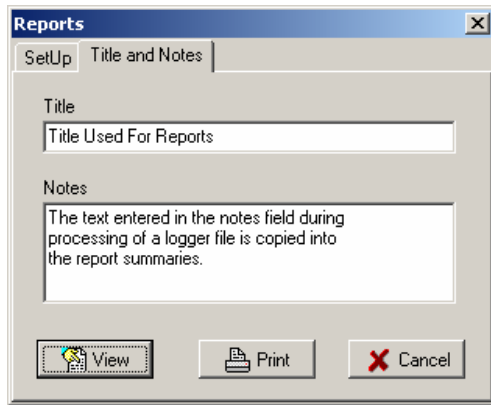 Reports
SetUp Title and Notes
Title
Title Used For Reports
Notes
The text entered in the notes field during
processing of a logger file is copied into
the report summaries.
View Print Cancel